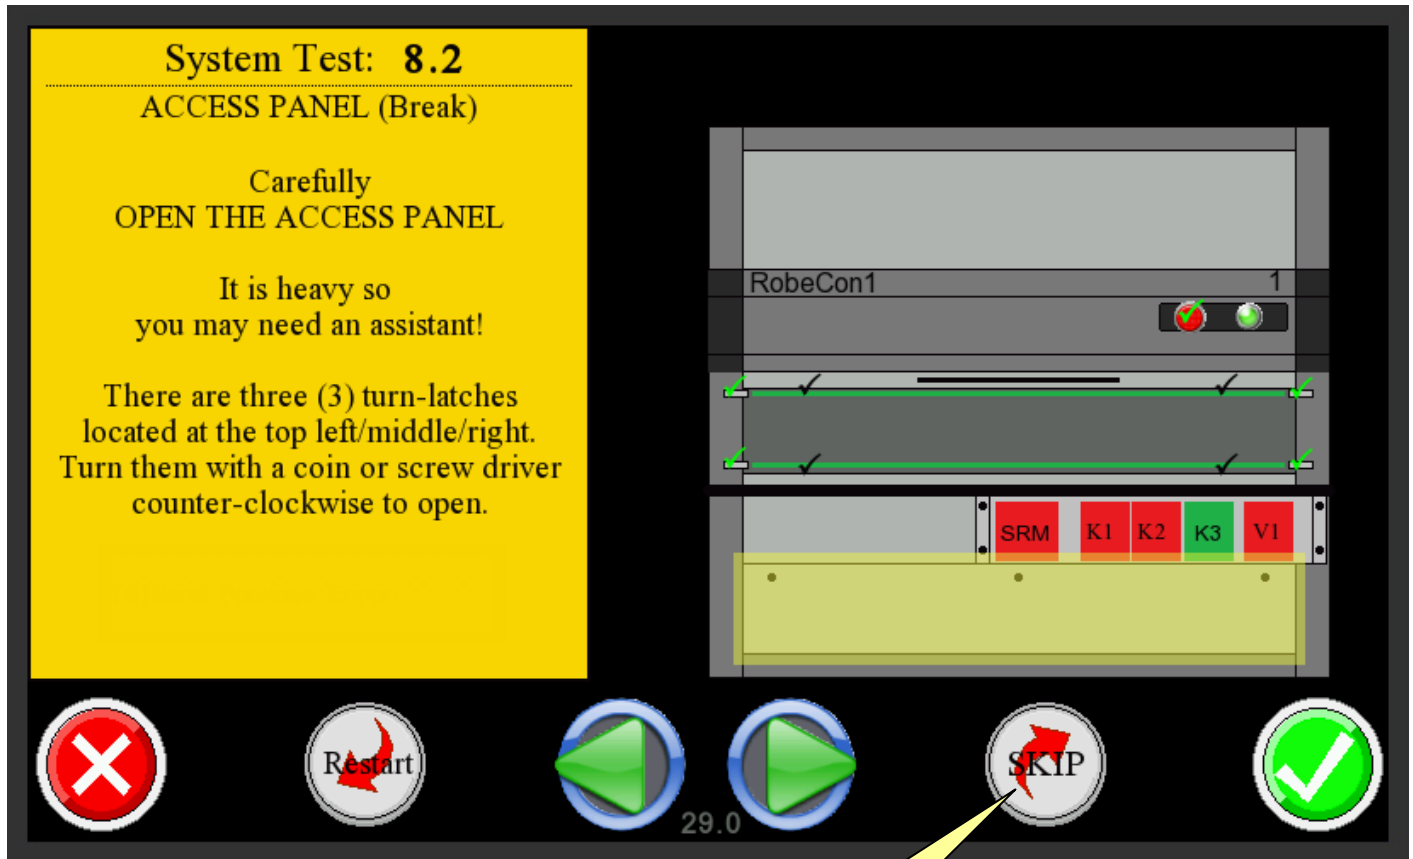 System Test: 8.2
ACCESS PANEL (Break)
Carefully
OPEN THE ACCESS PANEL
It is heavy so
you may need an assistant!
There are three (3) turn-latches
located at the top left/middle/right.
Turn them with a coin or screw driver
counter-clockwise to open.
RobeCon1 1
SRM K1 K2 K3 V1
Restart
SKIP
29.0